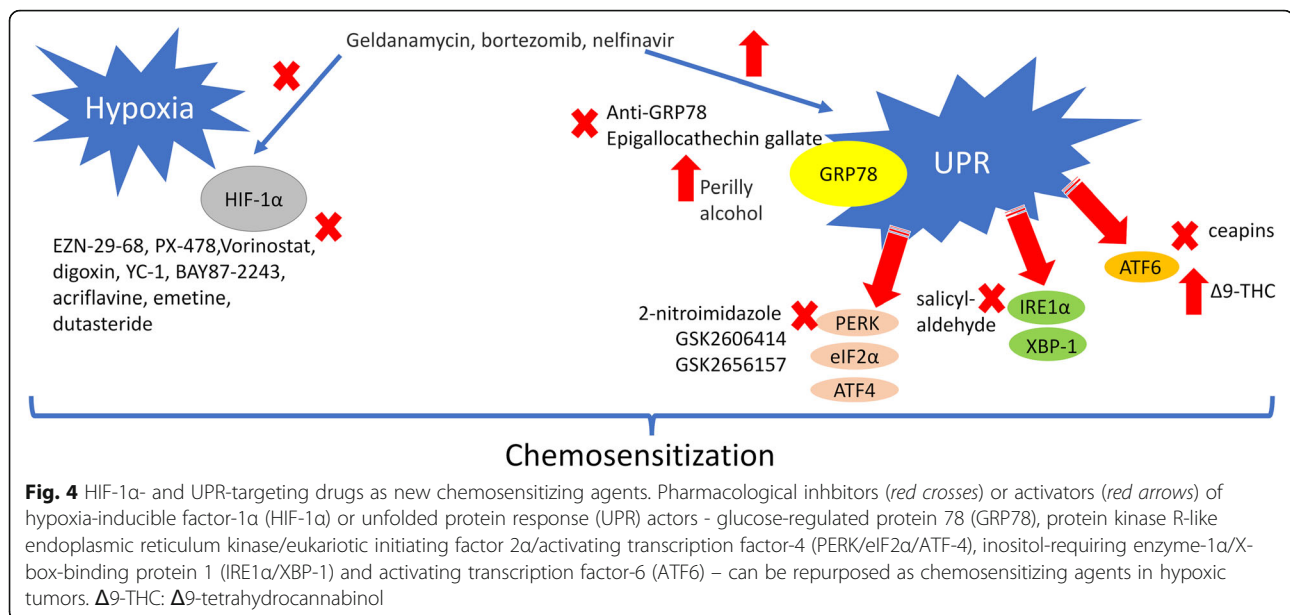 Geldanamycin, bortezomib, nelfinavir
Hypoxia
HIF-1α
EZN-29-68, PX-478,Vorinostat,
digoxin, YC-1, BAY87-2243,
acriflavine, emetine,
dutasteride
Anti-GRP78
Epigallocathechin gallate
Perilly
alcohol
GRP78
UPR
2-nitroimidazole
GSK2606414
GSK2656157
PERK
eIF2α
ATF4
salicyl-
aldehyde
IRE1α
XBP-1
ATF6
ceapins
Δ9-THC
Chemosensitization
Fig. 4 HIF-1α- and UPR-targeting drugs as new chemosensitizing agents. Pharmacological inhbitors (red crosses) or activators (red arrows) of
hypoxia-inducible factor-1α (HIF-1α) or unfolded protein response (UPR) actors - glucose-regulated protein 78 (GRP78), protein kinase R-like
endoplasmic reticulum kinase/eukariotic initiating factor 2α/activating transcription factor-4 (PERK/eIF2α/ATF-4), inositol-requiring enzyme-1α/X-
box-binding protein 1 (IRE1α/XBP-1) and activating transcription factor-6 (ATF6) – can be repurposed as chemosensitizing agents in hypoxic
tumors. Δ9-THC: Δ9-tetrahydrocannabinol